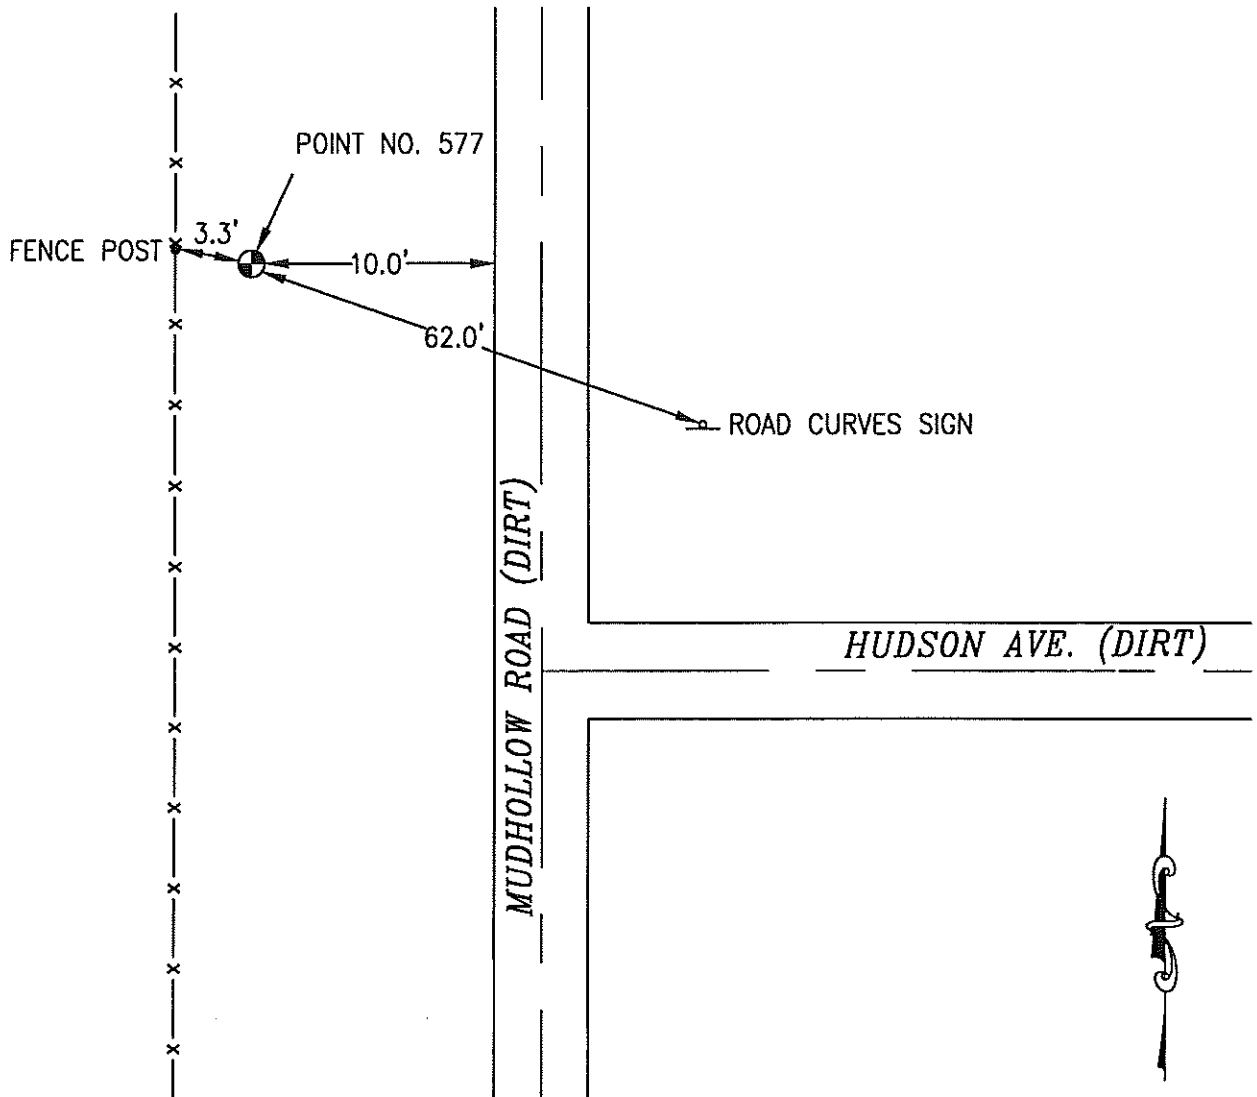 POINT NO. 577
FENCE POST
3.3'
10.0'
62.0'
ROAD CURVES SIGN
MUDHOLLOW ROAD (DIRT)
HUDSON AVE. (DIRT)